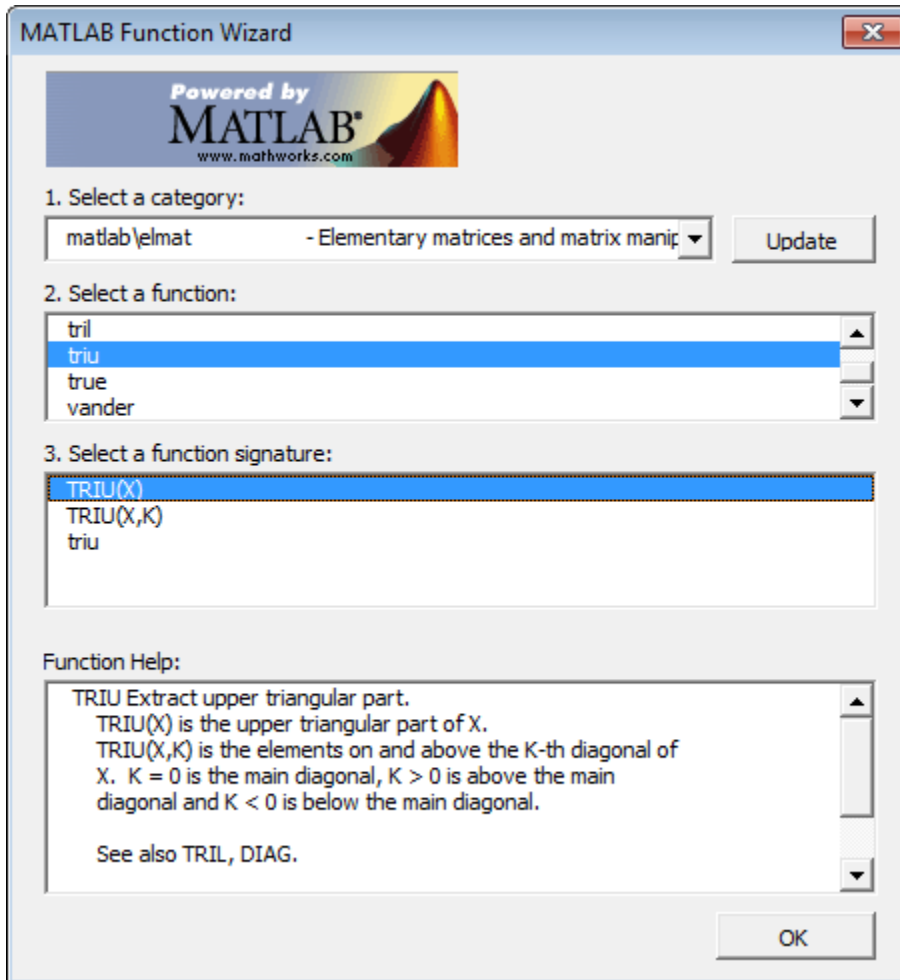 MATLAB Function Wizard
Powered by
MATLAB®
www.mathworks.com
1. Select a category:
matlab\elmat - Elementary matrices and matrix manip
Update
2. Select a function:
tril
triu
true
vander
3. Select a function signature:
TRIU(X)
TRIU(X,K)
triu
Function Help:
TRIU Extract upper triangular part.
TRIU(X) is the upper triangular part of X.
TRIU(X,K) is the elements on and above the K-th diagonal of
X. K = 0 is the main diagonal, K > 0 is above the main
diagonal and K < 0 is below the main diagonal.
See also TRIL, DIAG.
OK